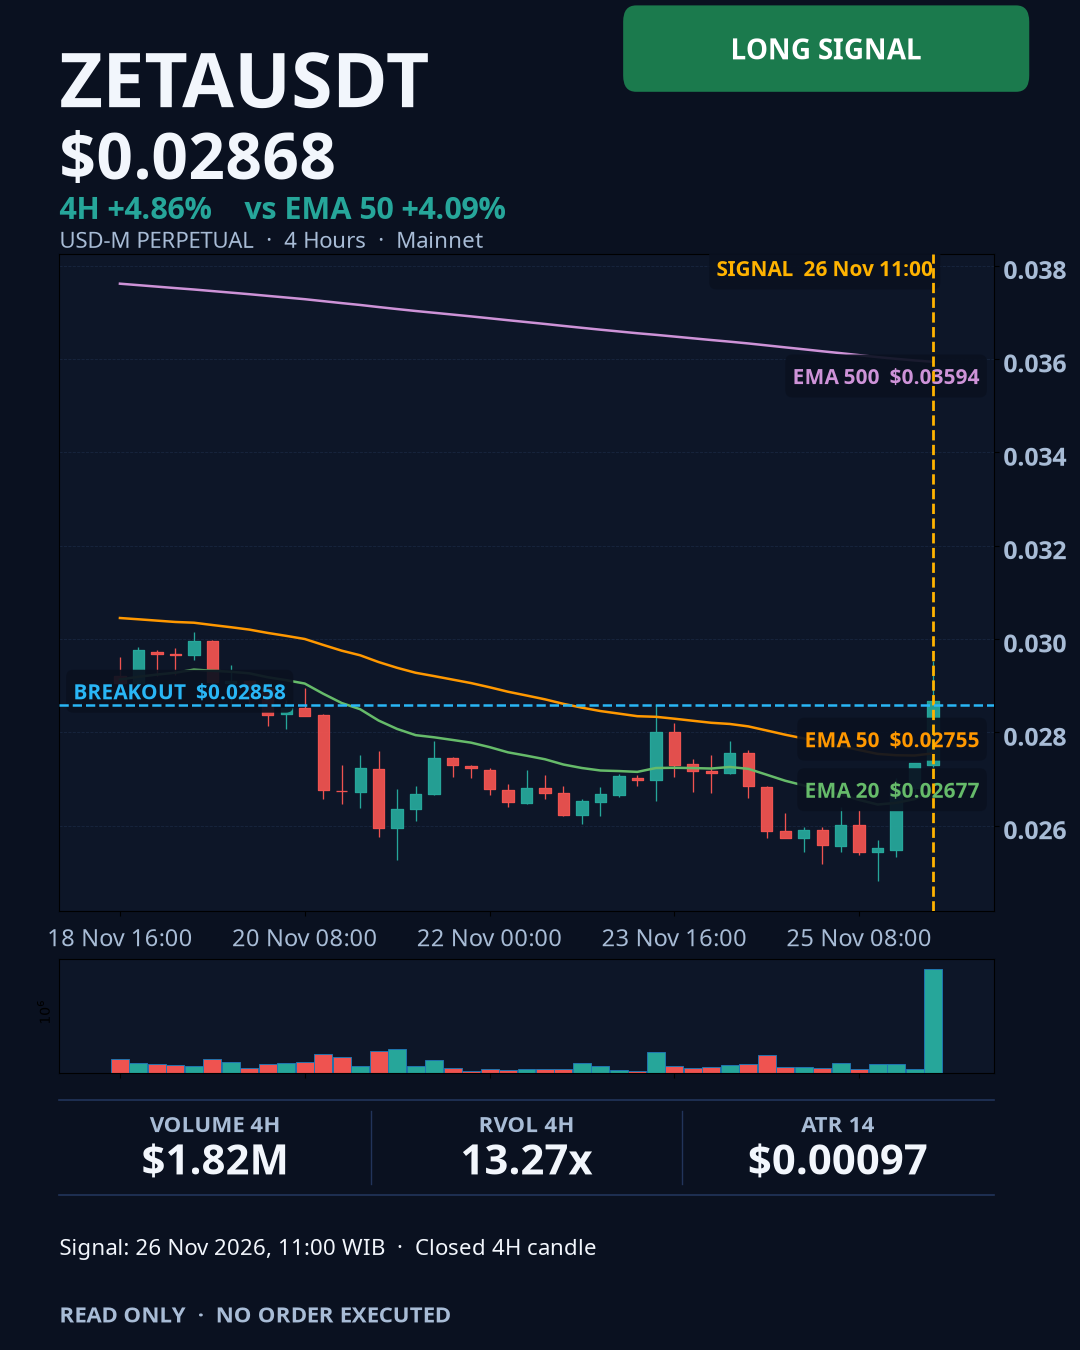 LONG SIGNAL
ZETAUSDT
$0.02868
4H +4.86% vs EMA 50 +4.09%
USD-M PERPETUAL · 4 Hours · Mainnet
SIGNAL 26 Nov 11:00
0.038
0.036
EMA 500 $0.03594
0.034
0.032
0.030
BREAKOUT $0.02858
0.028
EMA 50 $0.02755
EMA 20 $0.02677
0.026
18 Nov 16:00 20 Nov 08:00 22 Nov 00:00 23 Nov 16:00 25 Nov 08:00
10⁶
VOLUME 4H RVOL 4H ATR 14
$1.82M 13.27x $0.00097
Signal: 26 Nov 2026, 11:00 WIB · Closed 4H candle
READ ONLY · NO ORDER EXECUTED